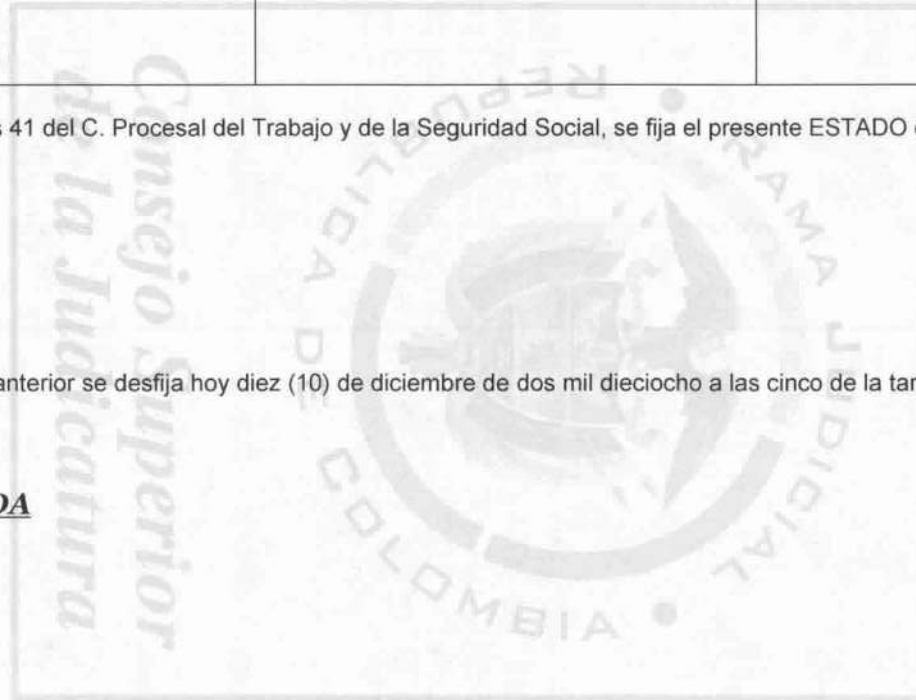 41 del C. Procesal del Trabajo y de la Seguridad Social, se fija el presente ESTADO
anterior se desfija hoy diez (10) de diciembre de dos mil dieciocho a las cinco de la tar
DA
Consejo Superior
de la Judicatura
REPUBLICA DE COLOMBIA
RAMA JUDICIAL